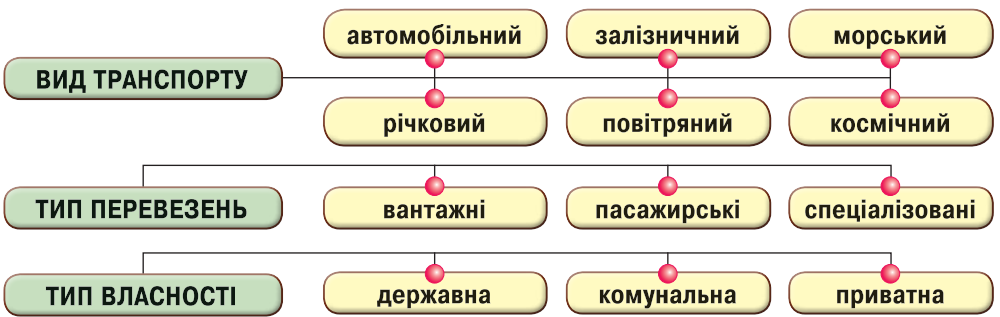 ВИД ТРАНСПОРТУ
автомобільний
залізничний
морський
річковий
повітряний
космічний
ТИП ПЕРЕВЕЗЕНЬ
вантажні
пасажирські
спеціалізовані
ТИП ВЛАСНОСТІ
державна
комунальна
приватна